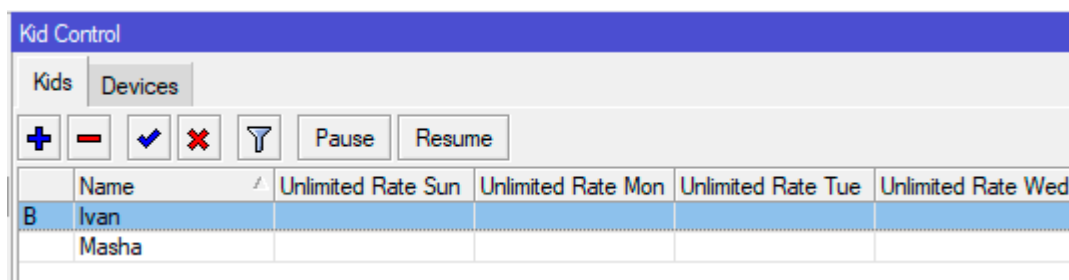 Kid Control
Kids Devices
Pause Resume
Name Unlimited Rate Sun Unlimited Rate Mon Unlimited Rate Tue Unlimited Rate Wed
B Ivan
Masha